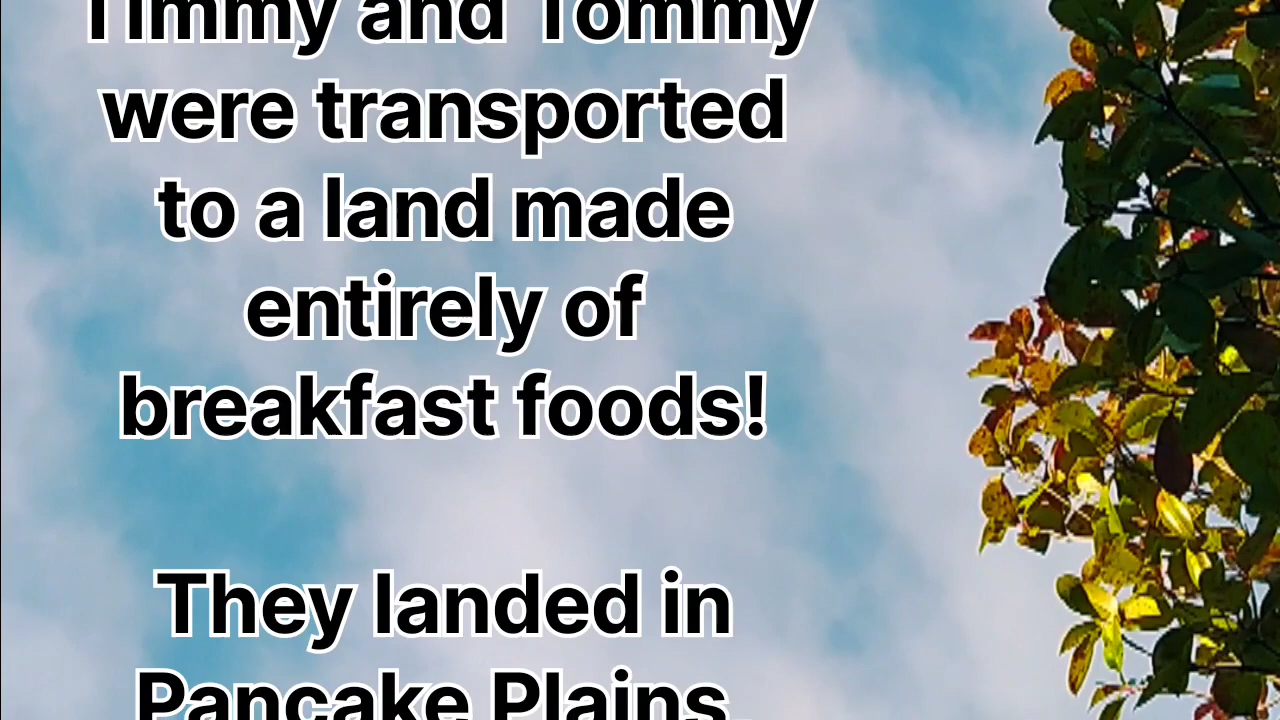 Timmy and Tommy
were transported
to a land made
entirely of
breakfast foods!
They landed in
Pancake Plains,